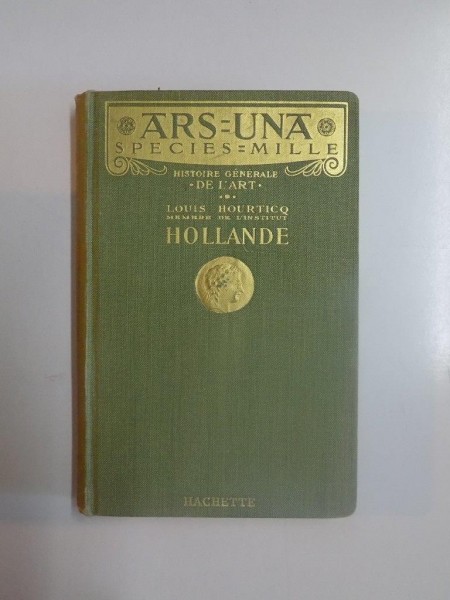 ARS=UNA
SPECIES=MILLE
HISTOIRE GÉNÉRALE
·DE L'ART·
LOUIS HOURTICQ
MEMBRE DE L'INSTITUT
HOLLANDE
HACHETTE